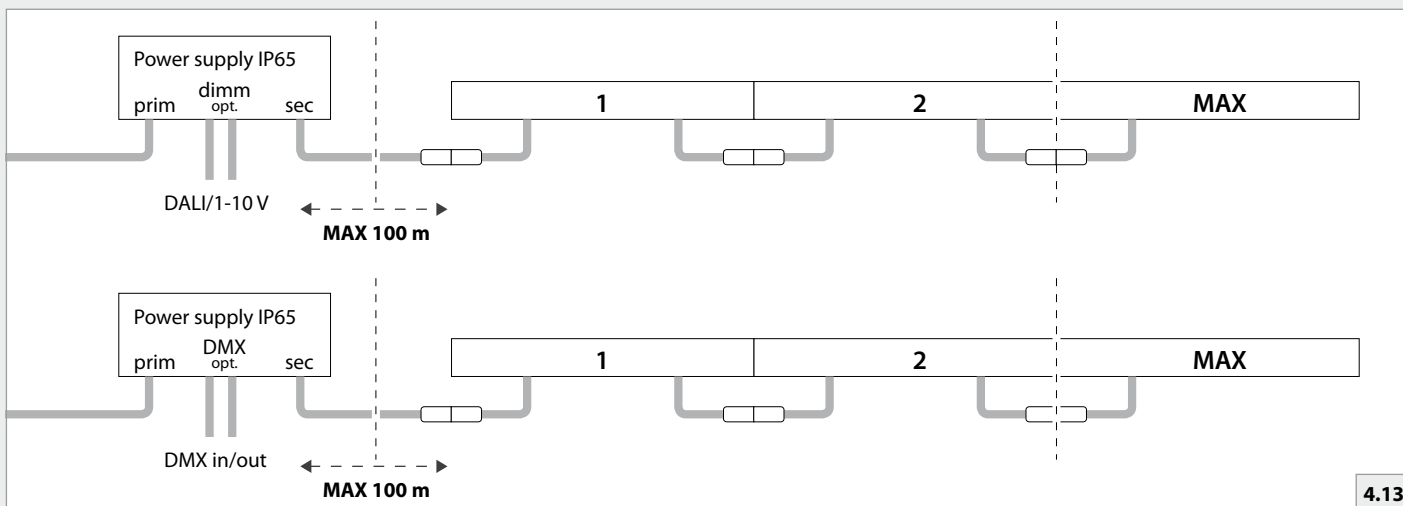 Power supply IP65
dimm
prim opt. sec
1 2 MAX
DALI/1-10 V
MAX 100 m
Power supply IP65
DMX
prim opt. sec
1 2 MAX
DMX in/out
MAX 100 m
4.13